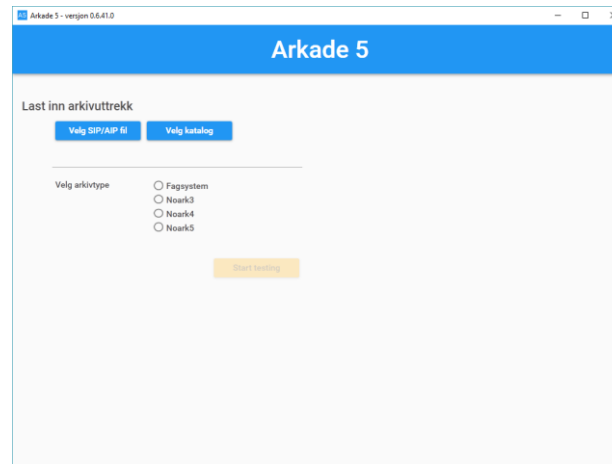 A5 Arkade 5 - versjon 0.6.41.0
Arkade 5
Last inn arkivuttrekk
Velg SIP/AIP fil Velg katalog
Velg arkivtype Fagsystem
Noark3
Noark4
Noark5
Start testing